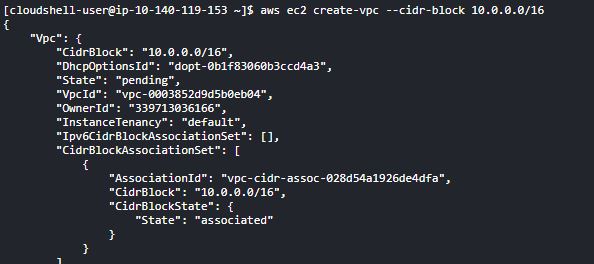 [cloudshell-user@ip-10-140-119-153 ~]$ aws ec2 create-vpc --cidr-block 10.0.0.0/16
{
    "Vpc": {
        "CidrBlock": "10.0.0.0/16",
        "DhcpOptionsId": "dopt-0b1f83060b3ccd4a3",
        "State": "pending",
        "VpcId": "vpc-0003852d9d5b0eb04",
        "OwnerId": "339713036166",
        "InstanceTenancy": "default",
        "Ipv6CidrBlockAssociationSet": [],
        "CidrBlockAssociationSet": [
            {
                "AssociationId": "vpc-cidr-assoc-028d54a1926de4dfa",
                "CidrBlock": "10.0.0.0/16",
                "CidrBlockState": {
                    "State": "associated"
                }
            }
        ]